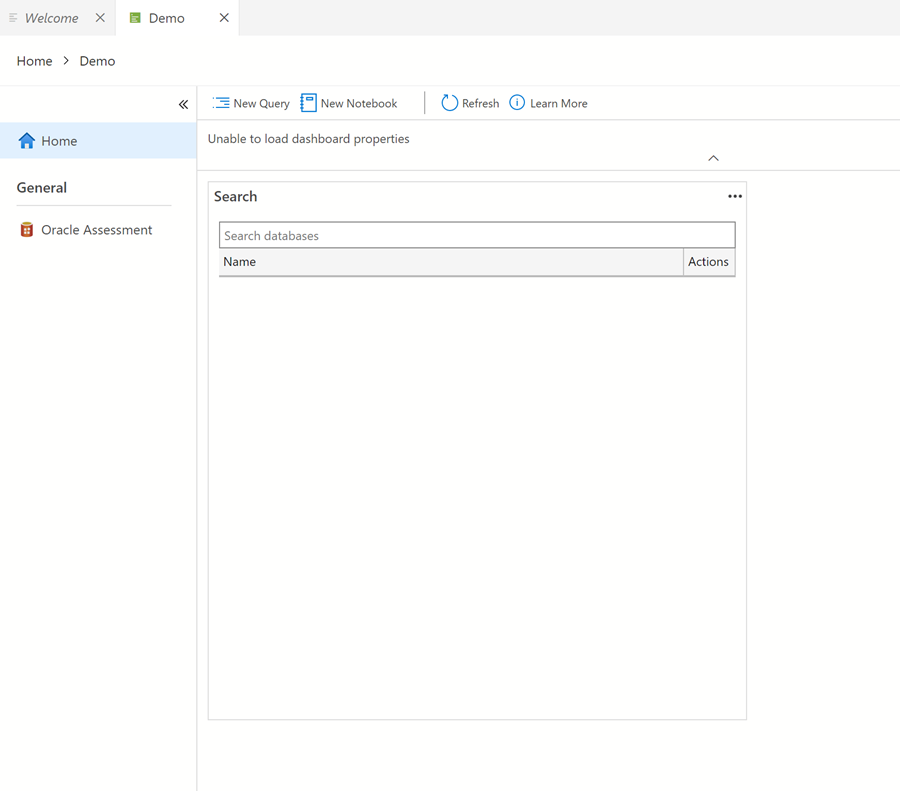 Welcome
Demo
Home > Demo
New Query New Notebook Refresh Learn More
Home
Unable to load dashboard properties
General
Search
Oracle Assessment
Search databases
Name Actions